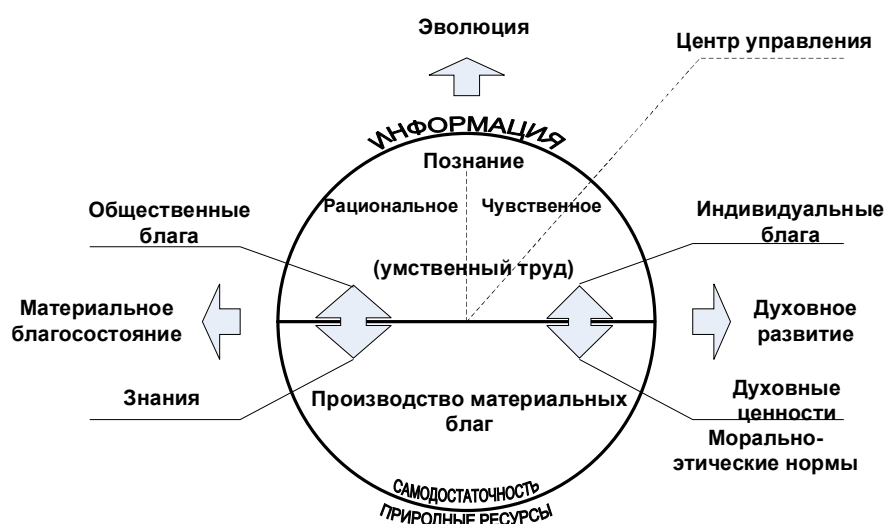 Эволюция
Центр управления
ИНФОРМАЦИЯ
Познание
Рациональное
Чувственное
Общественные
блага
Индивидуальные
блага
(умственный труд)
Материальное
благосостояние
Духовное
развитие
Знания
Производство материальных
благ
Духовные
ценности
Морально-
этические нормы
САМОДОСТАТОЧНОСТЬ
ПРИРОДНЫЕ РЕСУРСЫ